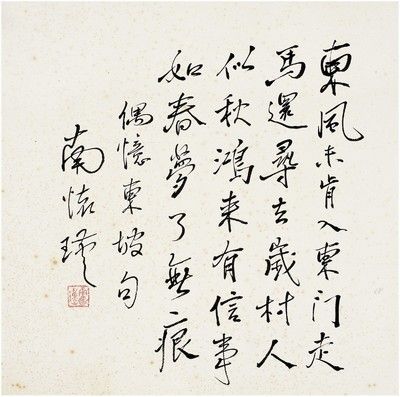 東風未肯入東门走
馬還尋去歲村人
似秋鴻来有信事
如春夢了無痕
偶憶東坡句
南怀瑾